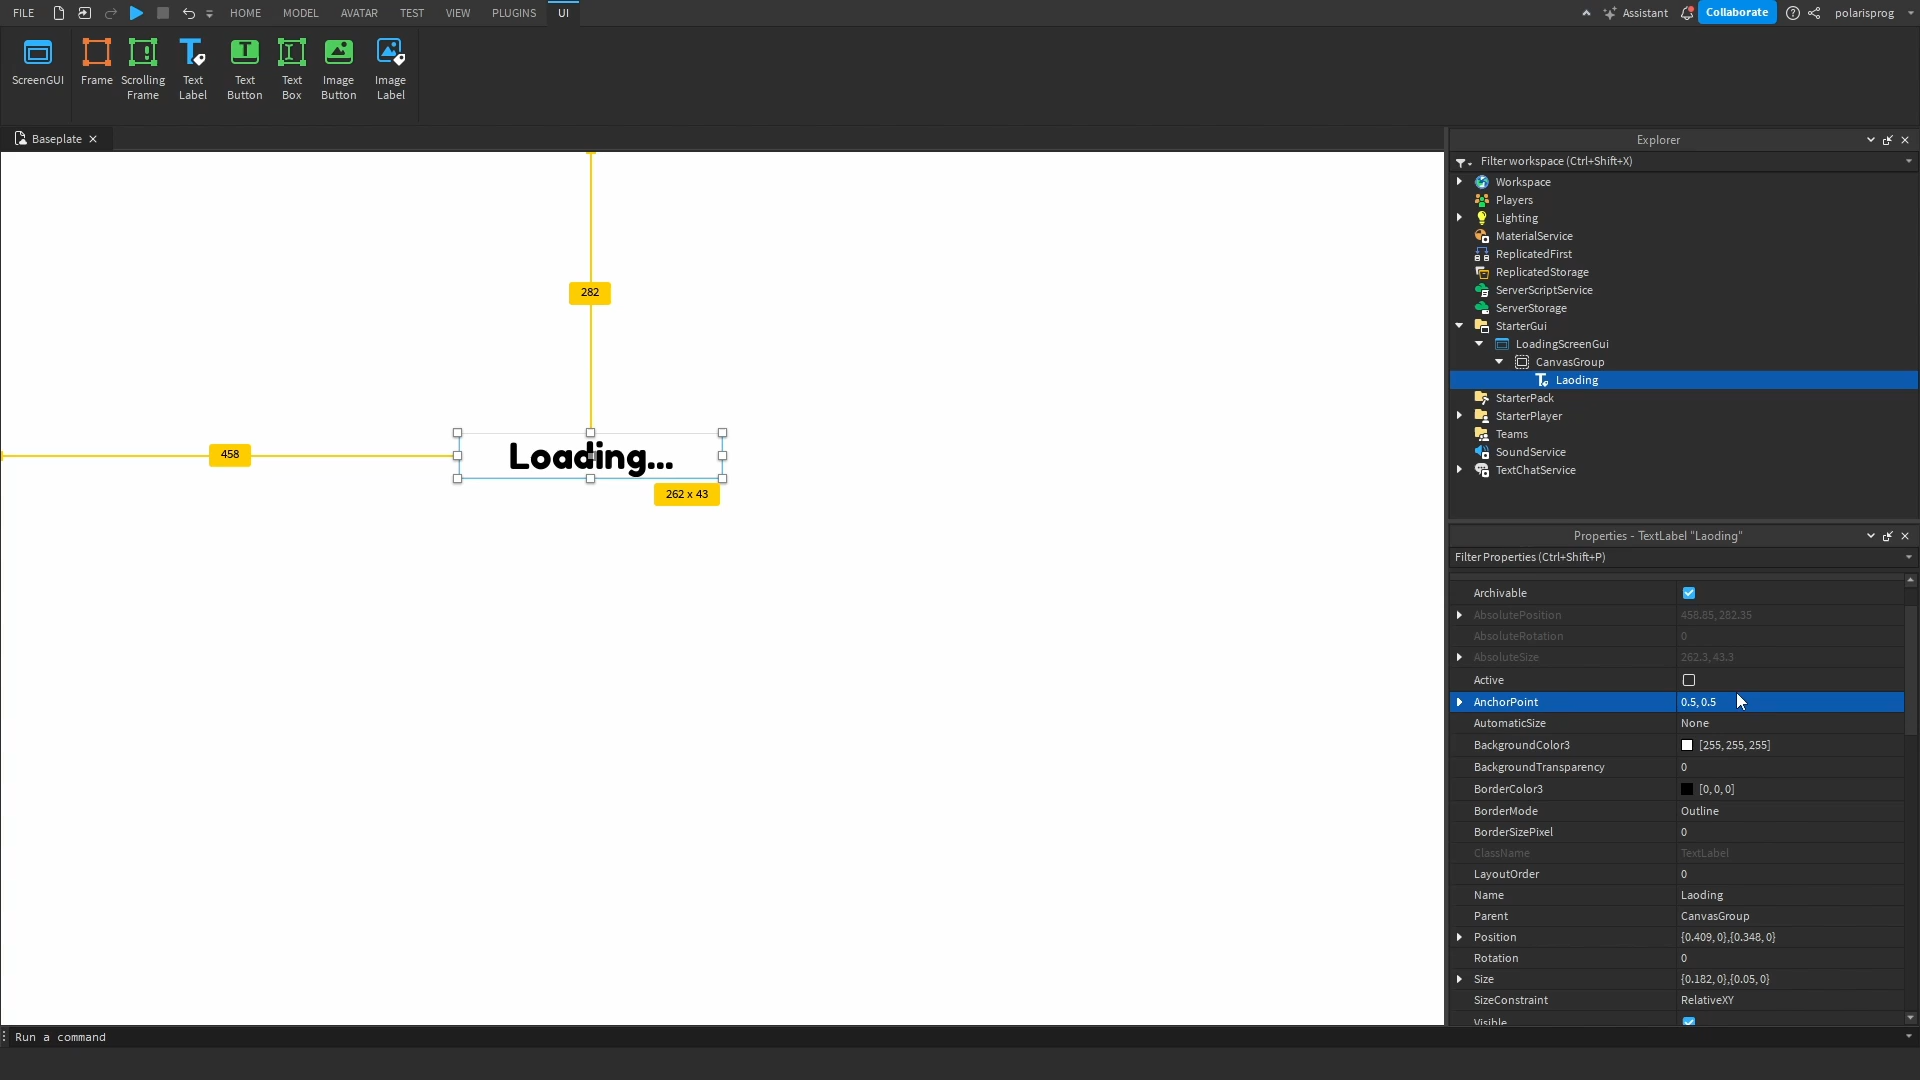 FILE
HOME
MODEL
AVATAR
TEST
VIEW
PLUGINS
UI
Assistant
Collaborate
polarisprog
ScreenGUI
Frame
Scrolling
Frame
Text
Label
Text
Button
Text
Box
Image
Button
Image
Label
Baseplate
282
458
Loading...
262 x 43
Explorer
Filter workspace (Ctrl+Shift+X)
Workspace
Players
Lighting
MaterialService
ReplicatedFirst
ReplicatedStorage
ServerScriptService
ServerStorage
StarterGui
LoadingScreenGui
CanvasGroup
Laoding
StarterPack
StarterPlayer
Teams
SoundService
TextChatService
Properties - TextLabel "Laoding"
Filter Properties (Ctrl+Shift+P)
Archivable
AbsolutePosition 458.85, 282.35
AbsoluteRotation 0
AbsoluteSize 262.3, 43.3
Active
AnchorPoint 0.5, 0.5
AutomaticSize None
BackgroundColor3 [255, 255, 255]
BackgroundTransparency 0
BorderColor3 [0, 0, 0]
BorderMode Outline
BorderSizePixel 0
ClassName TextLabel
LayoutOrder 0
Name Laoding
Parent CanvasGroup
Position {0.409, 0},{0.348, 0}
Rotation 0
Size {0.182, 0},{0.05, 0}
SizeConstraint RelativeXY
Visible
Run a command